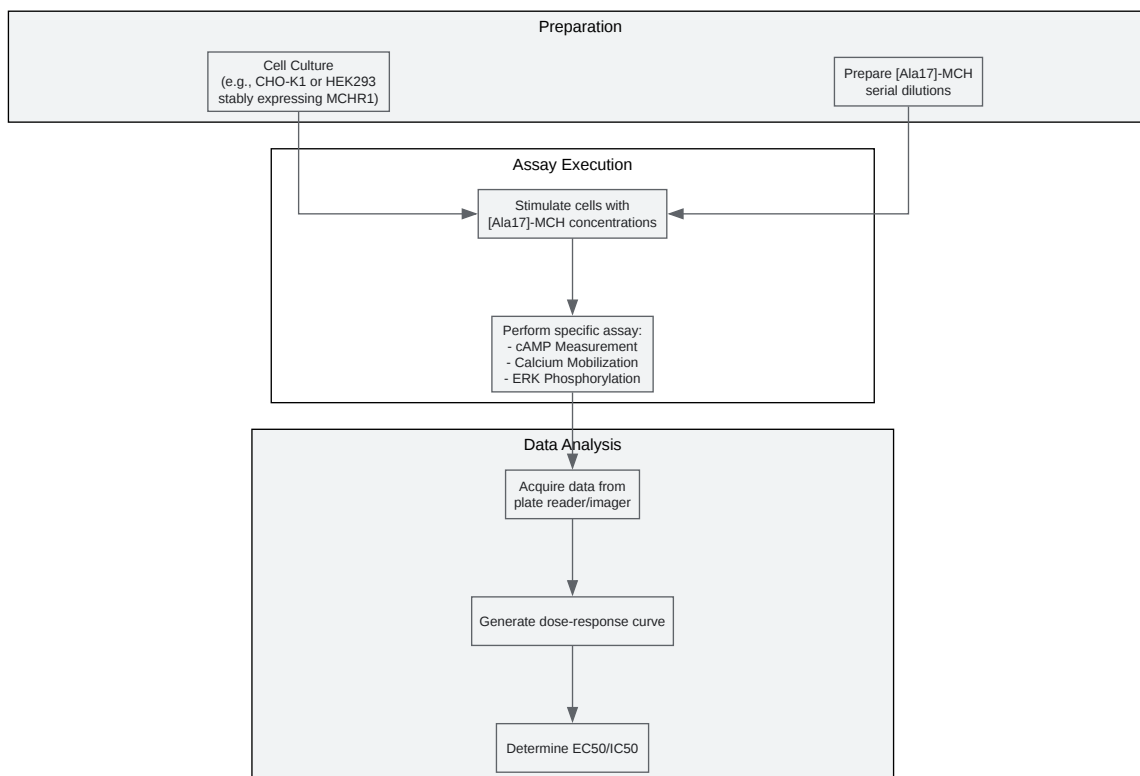 Preparation
Cell Culture
(e.g., CHO-K1 or HEK293
stably expressing MCHR1)
Prepare [Ala17]-MCH
serial dilutions
Assay Execution
Stimulate cells with
[Ala17]-MCH concentrations
Perform specific assay:
- cAMP Measurement
- Calcium Mobilization
- ERK Phosphorylation
Data Analysis
Acquire data from
plate reader/imager
Generate dose-response curve
Determine EC50/IC50